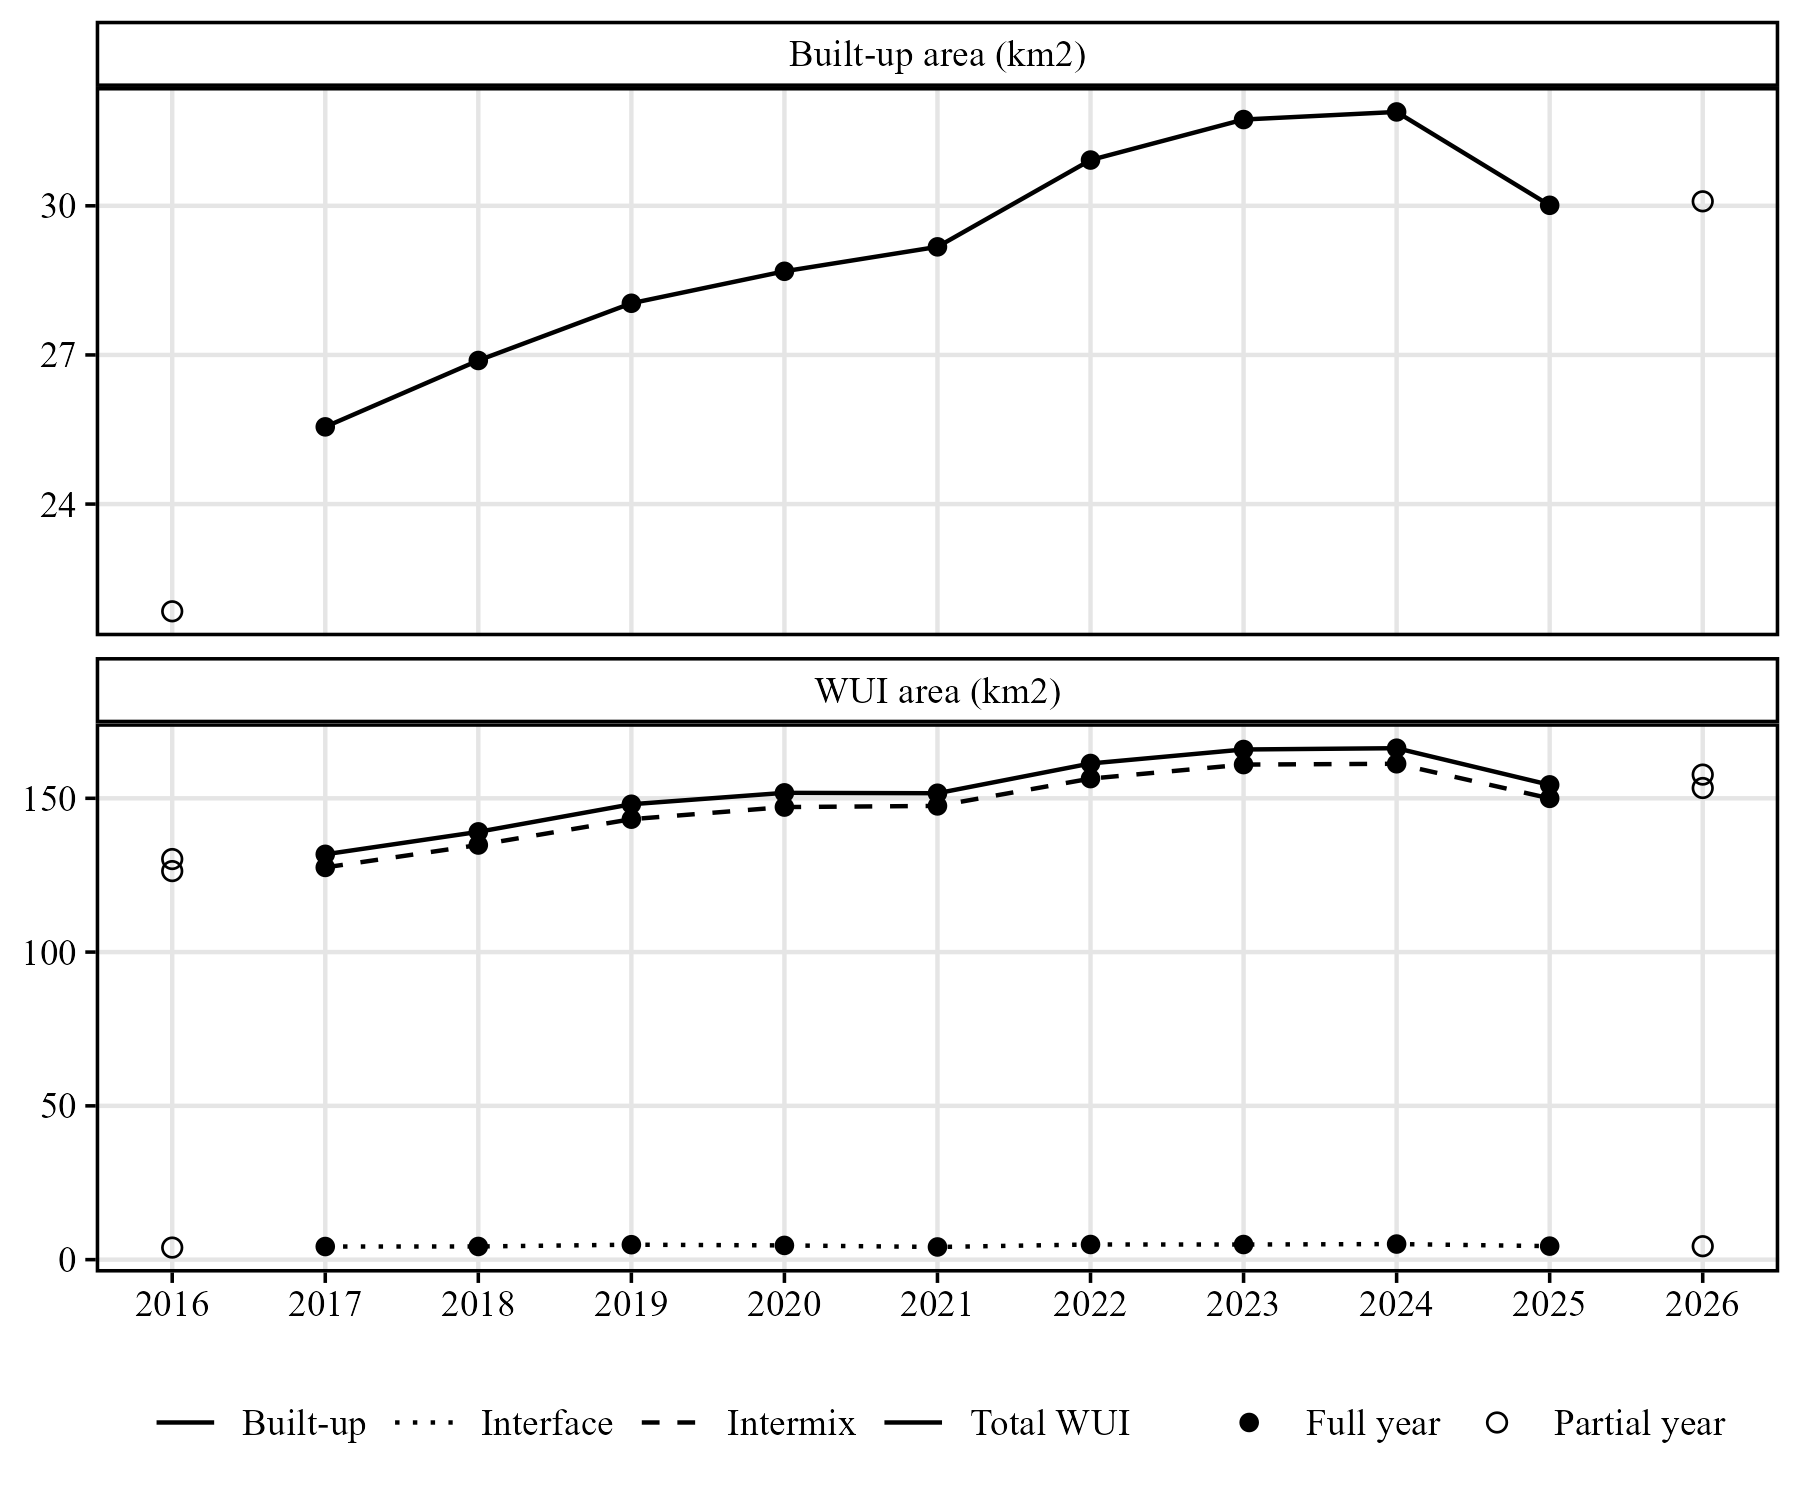 Built-up area (km2)
30
27
24
WUI area (km2)
150
100
50
0
2016 2017 2018 2019 2020 2021 2022 2023 2024 2025 2026
Built-up Interface Intermix Total WUI Full year Partial year